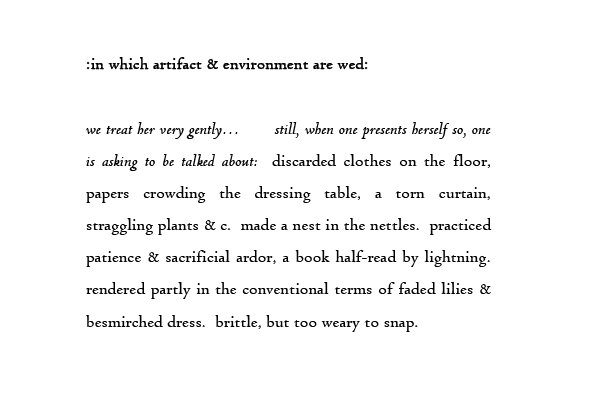 :in which artifact & environment are wed:
we treat her very gently… still, when one presents herself so, one
is asking to be talked about: discarded clothes on the floor,
papers crowding the dressing table, a torn curtain,
straggling plants & c. made a nest in the nettles. practiced
patience & sacrificial ardor, a book half-read by lightning.
rendered partly in the conventional terms of faded lilies &
besmirched dress. brittle, but too weary to snap.